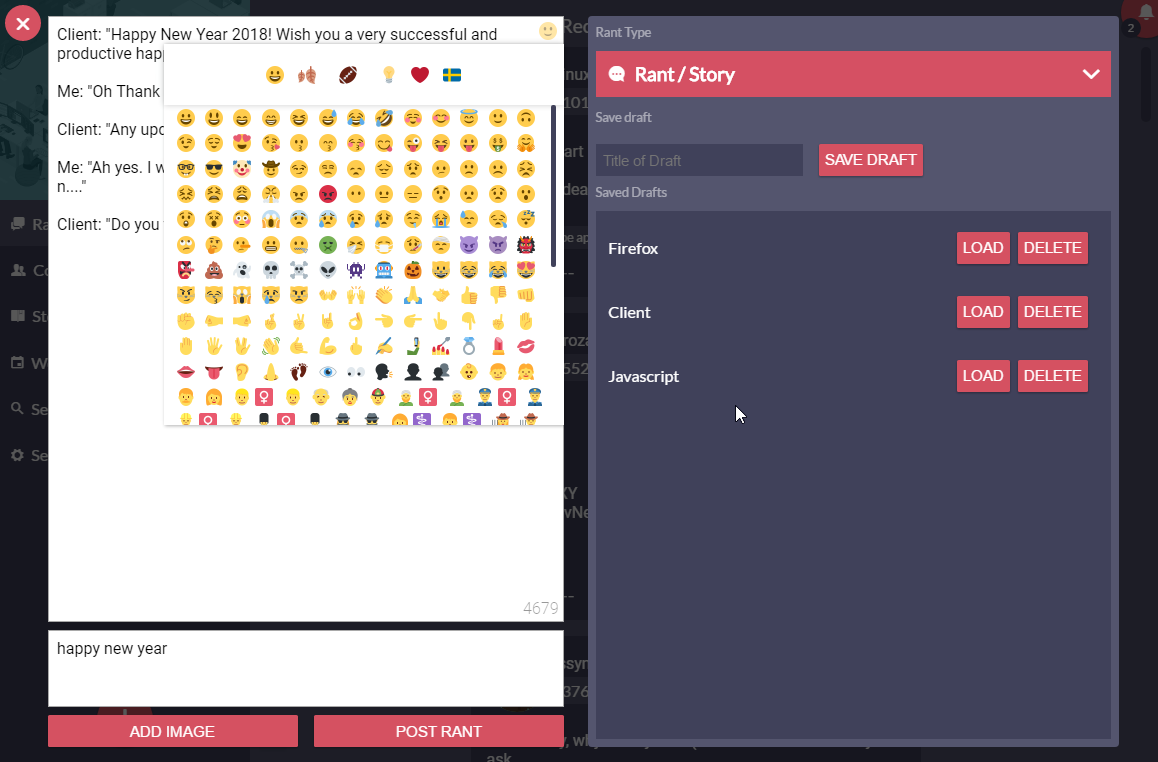 Client: "Happy New Year 2018! Wish you a very successful and
productive hap
Me: "Oh Thank
Client: "Any upd
Me: "Ah yes. I w
n...."
Client: "Do you
4679
happy new year
ADD IMAGE
POST RANT
Rant Type
Rant / Story
Save draft
Title of Draft
SAVE DRAFT
Saved Drafts
Firefox
LOAD
DELETE
Client
LOAD
DELETE
Javascript
LOAD
DELETE
2
ask